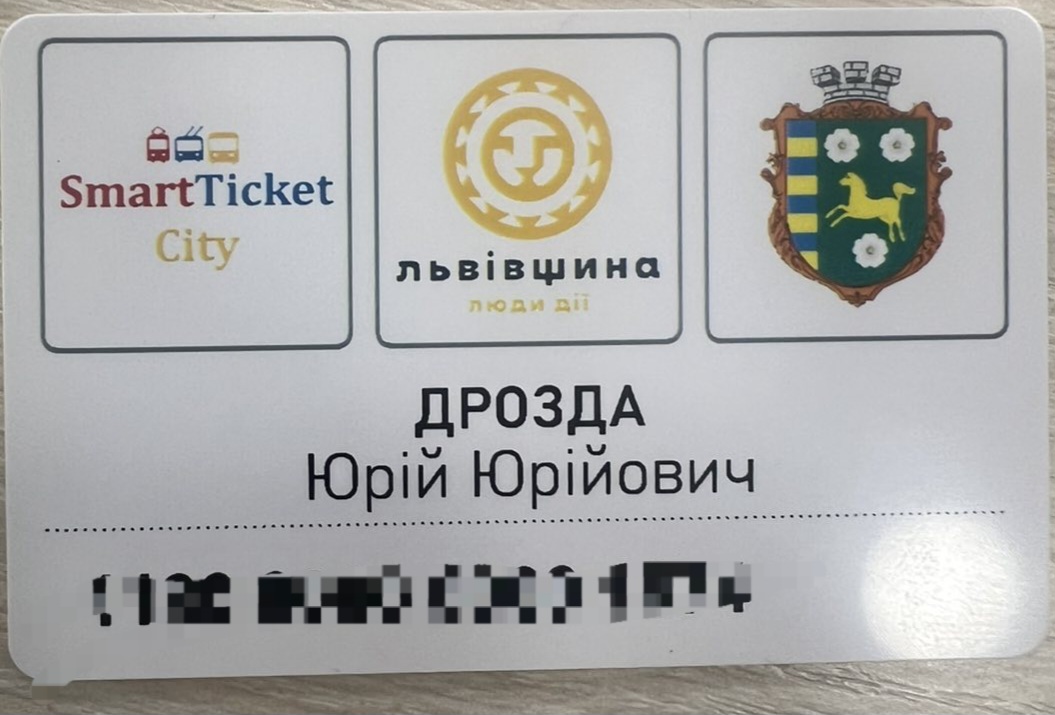 SmartTicket
City
львівщина
люди дії
ДРОЗДА
Юрій Юрійович